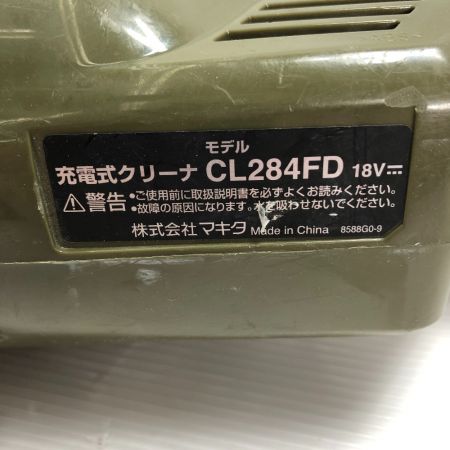 モデル
充電式クリーナ CL284FD 18V⎓
⚠警告 •ご使用前に取扱説明書を必ずよくお読みください。
•故障の原因になります。水を吸わせないでください。
株式会社マキタ Made in China 8588G0-9